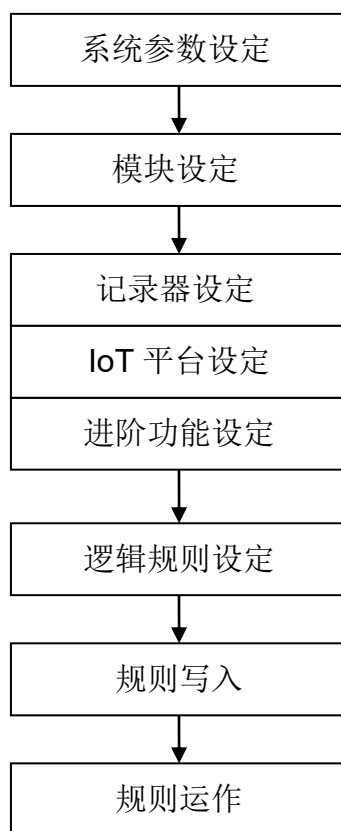 系统参数设定
模块设定
记录器设定
IoT 平台设定
进阶功能设定
逻辑规则设定
规则写入
规则运作